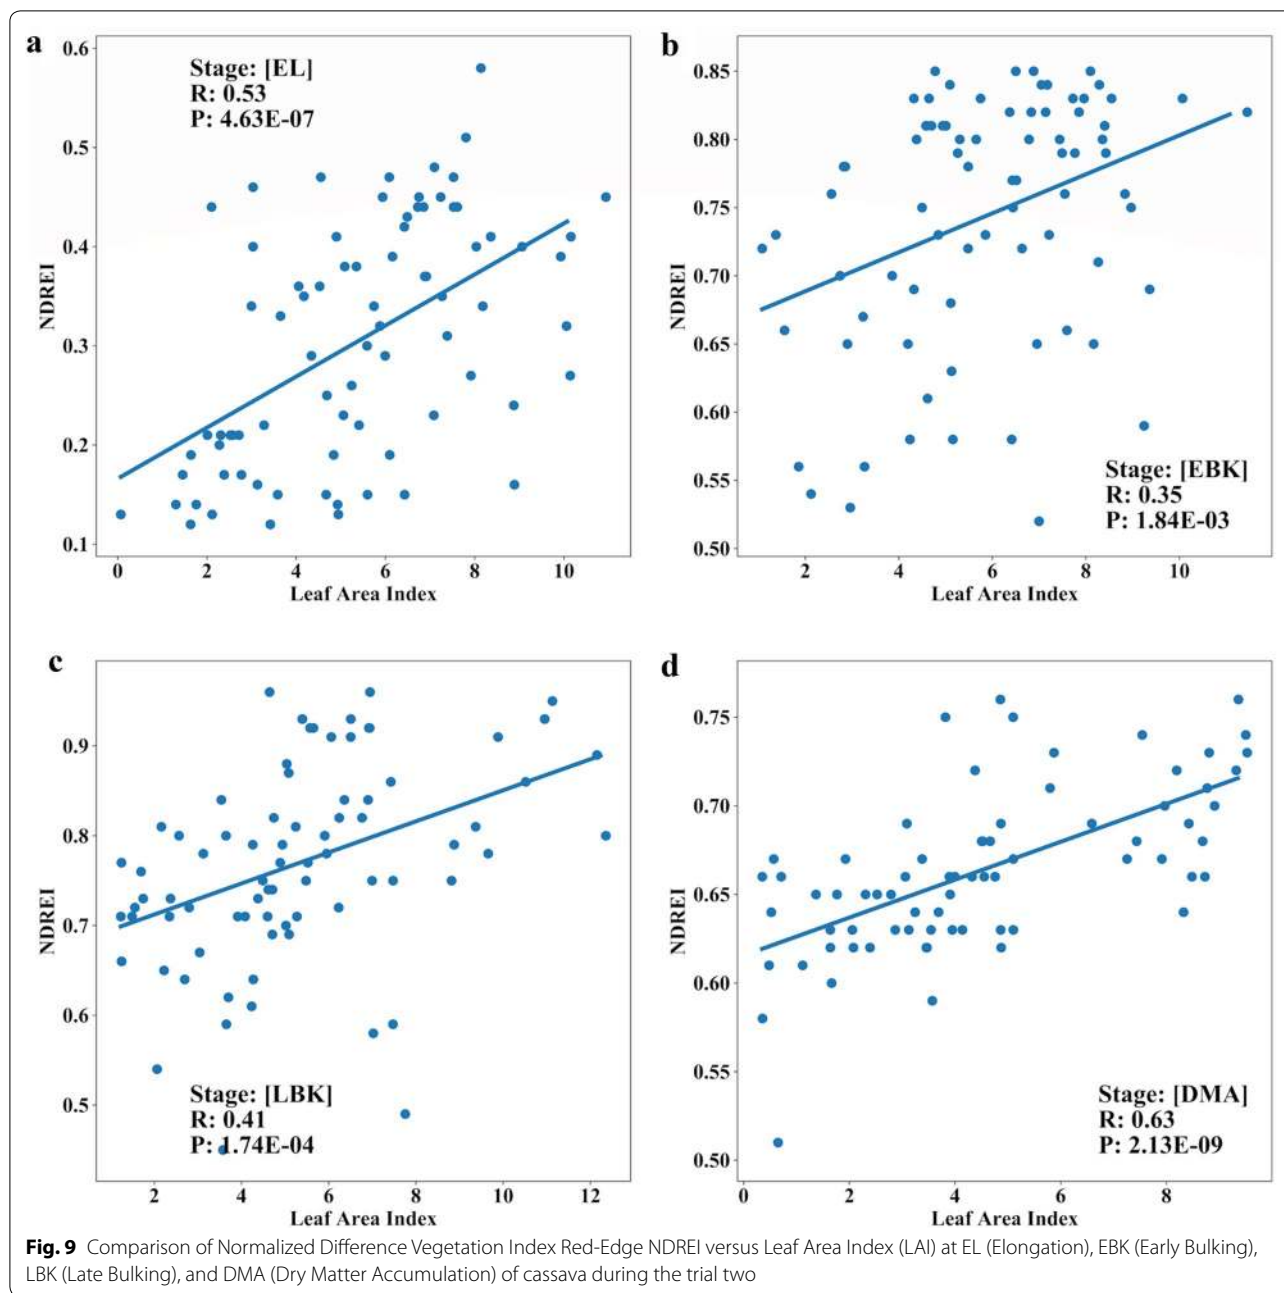 a
Stage: [EL]
R: 0.53
P: 4.63E-07
0.6
0.5
0.4
0.3
0.2
0.1
NDREI
0 2 4 6 8 10
Leaf Area Index
b
0.85
0.80
0.75
0.70
0.65
0.60
0.55
0.50
NDREI
Stage: [EBK]
R: 0.35
P: 1.84E-03
2 4 6 8 10
Leaf Area Index
c
0.9
0.8
0.7
0.6
0.5
NDREI
Stage: [LBK]
R: 0.41
P: 1.74E-04
2 4 6 8 10 12
Leaf Area Index
d
0.75
0.70
0.65
0.60
0.55
0.50
NDREI
Stage: [DMA]
R: 0.63
P: 2.13E-09
0 2 4 6 8
Leaf Area Index
Fig. 9 Comparison of Normalized Difference Vegetation Index Red-Edge NDREI versus Leaf Area Index (LAI) at EL (Elongation), EBK (Early Bulking),
LBK (Late Bulking), and DMA (Dry Matter Accumulation) of cassava during the trial two